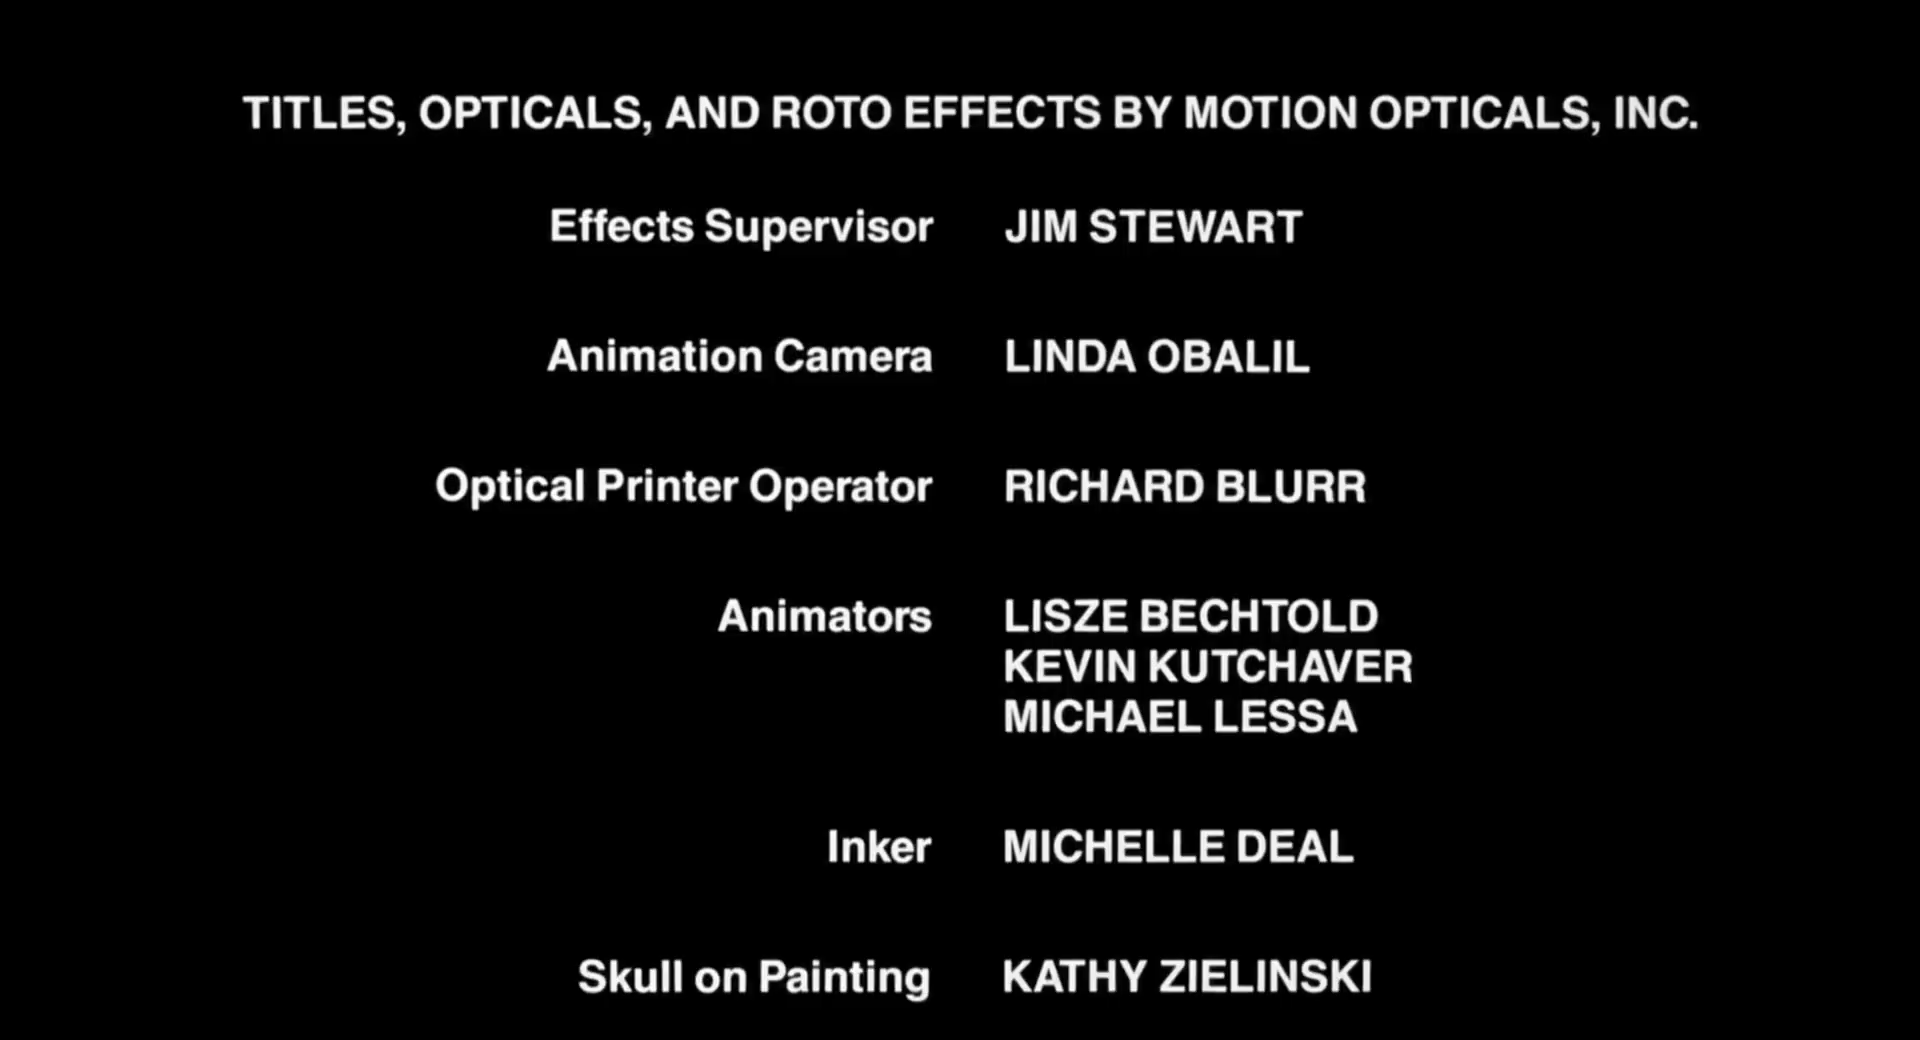 TITLES, OPTICALS, AND ROTO EFFECTS BY MOTION OPTICALS, INC.
Effects Supervisor JIM STEWART
Animation Camera LINDA OBALIL
Optical Printer Operator RICHARD BLURR
Animators LISZE BECHTOLD
KEVIN KUTCHAVER
MICHAEL LESSA
Inker MICHELLE DEAL
Skull on Painting KATHY ZIELINSKI